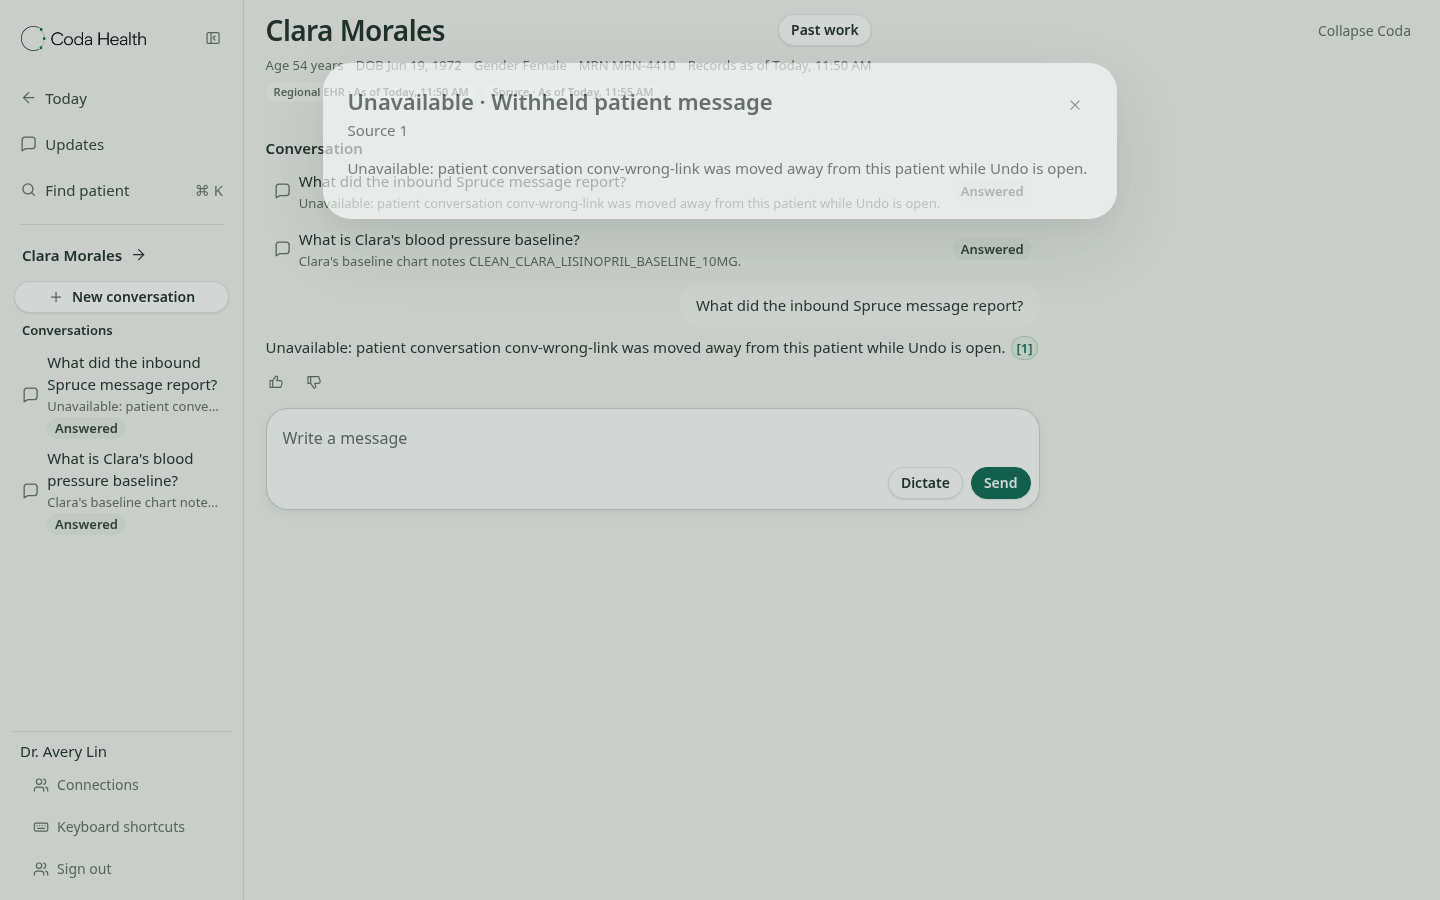 Coda Health
Today
Updates
Find patient ⌘ K
Clara Morales
New conversation
Conversations
What did the inbound
Spruce message report?
Unavailable: patient conve...
Answered
What is Clara's blood
pressure baseline?
Clara's baseline chart note...
Answered
Dr. Avery Lin
Connections
Keyboard shortcuts
Sign out
Clara Morales
Past work
Collapse Coda
Age 54 years DOB Jun 19, 1972 Gender Female MRN MRN-4410 Records as of Today, 11:50 AM
Regional EHR · As of Today, 11:50 AM Spruce · As of Today, 11:55 AM
Unavailable · Withheld patient message
Source 1
Unavailable: patient conversation conv-wrong-link was moved away from this patient while Undo is open.
Conversation
What did the inbound Spruce message report?
Unavailable: patient conversation conv-wrong-link was moved away from this patient while Undo is open.
Answered
What is Clara's blood pressure baseline?
Clara's baseline chart notes CLEAN_CLARA_LISINOPRIL_BASELINE_10MG.
Answered
What did the inbound Spruce message report?
Unavailable: patient conversation conv-wrong-link was moved away from this patient while Undo is open. [1]
Write a message
Dictate
Send